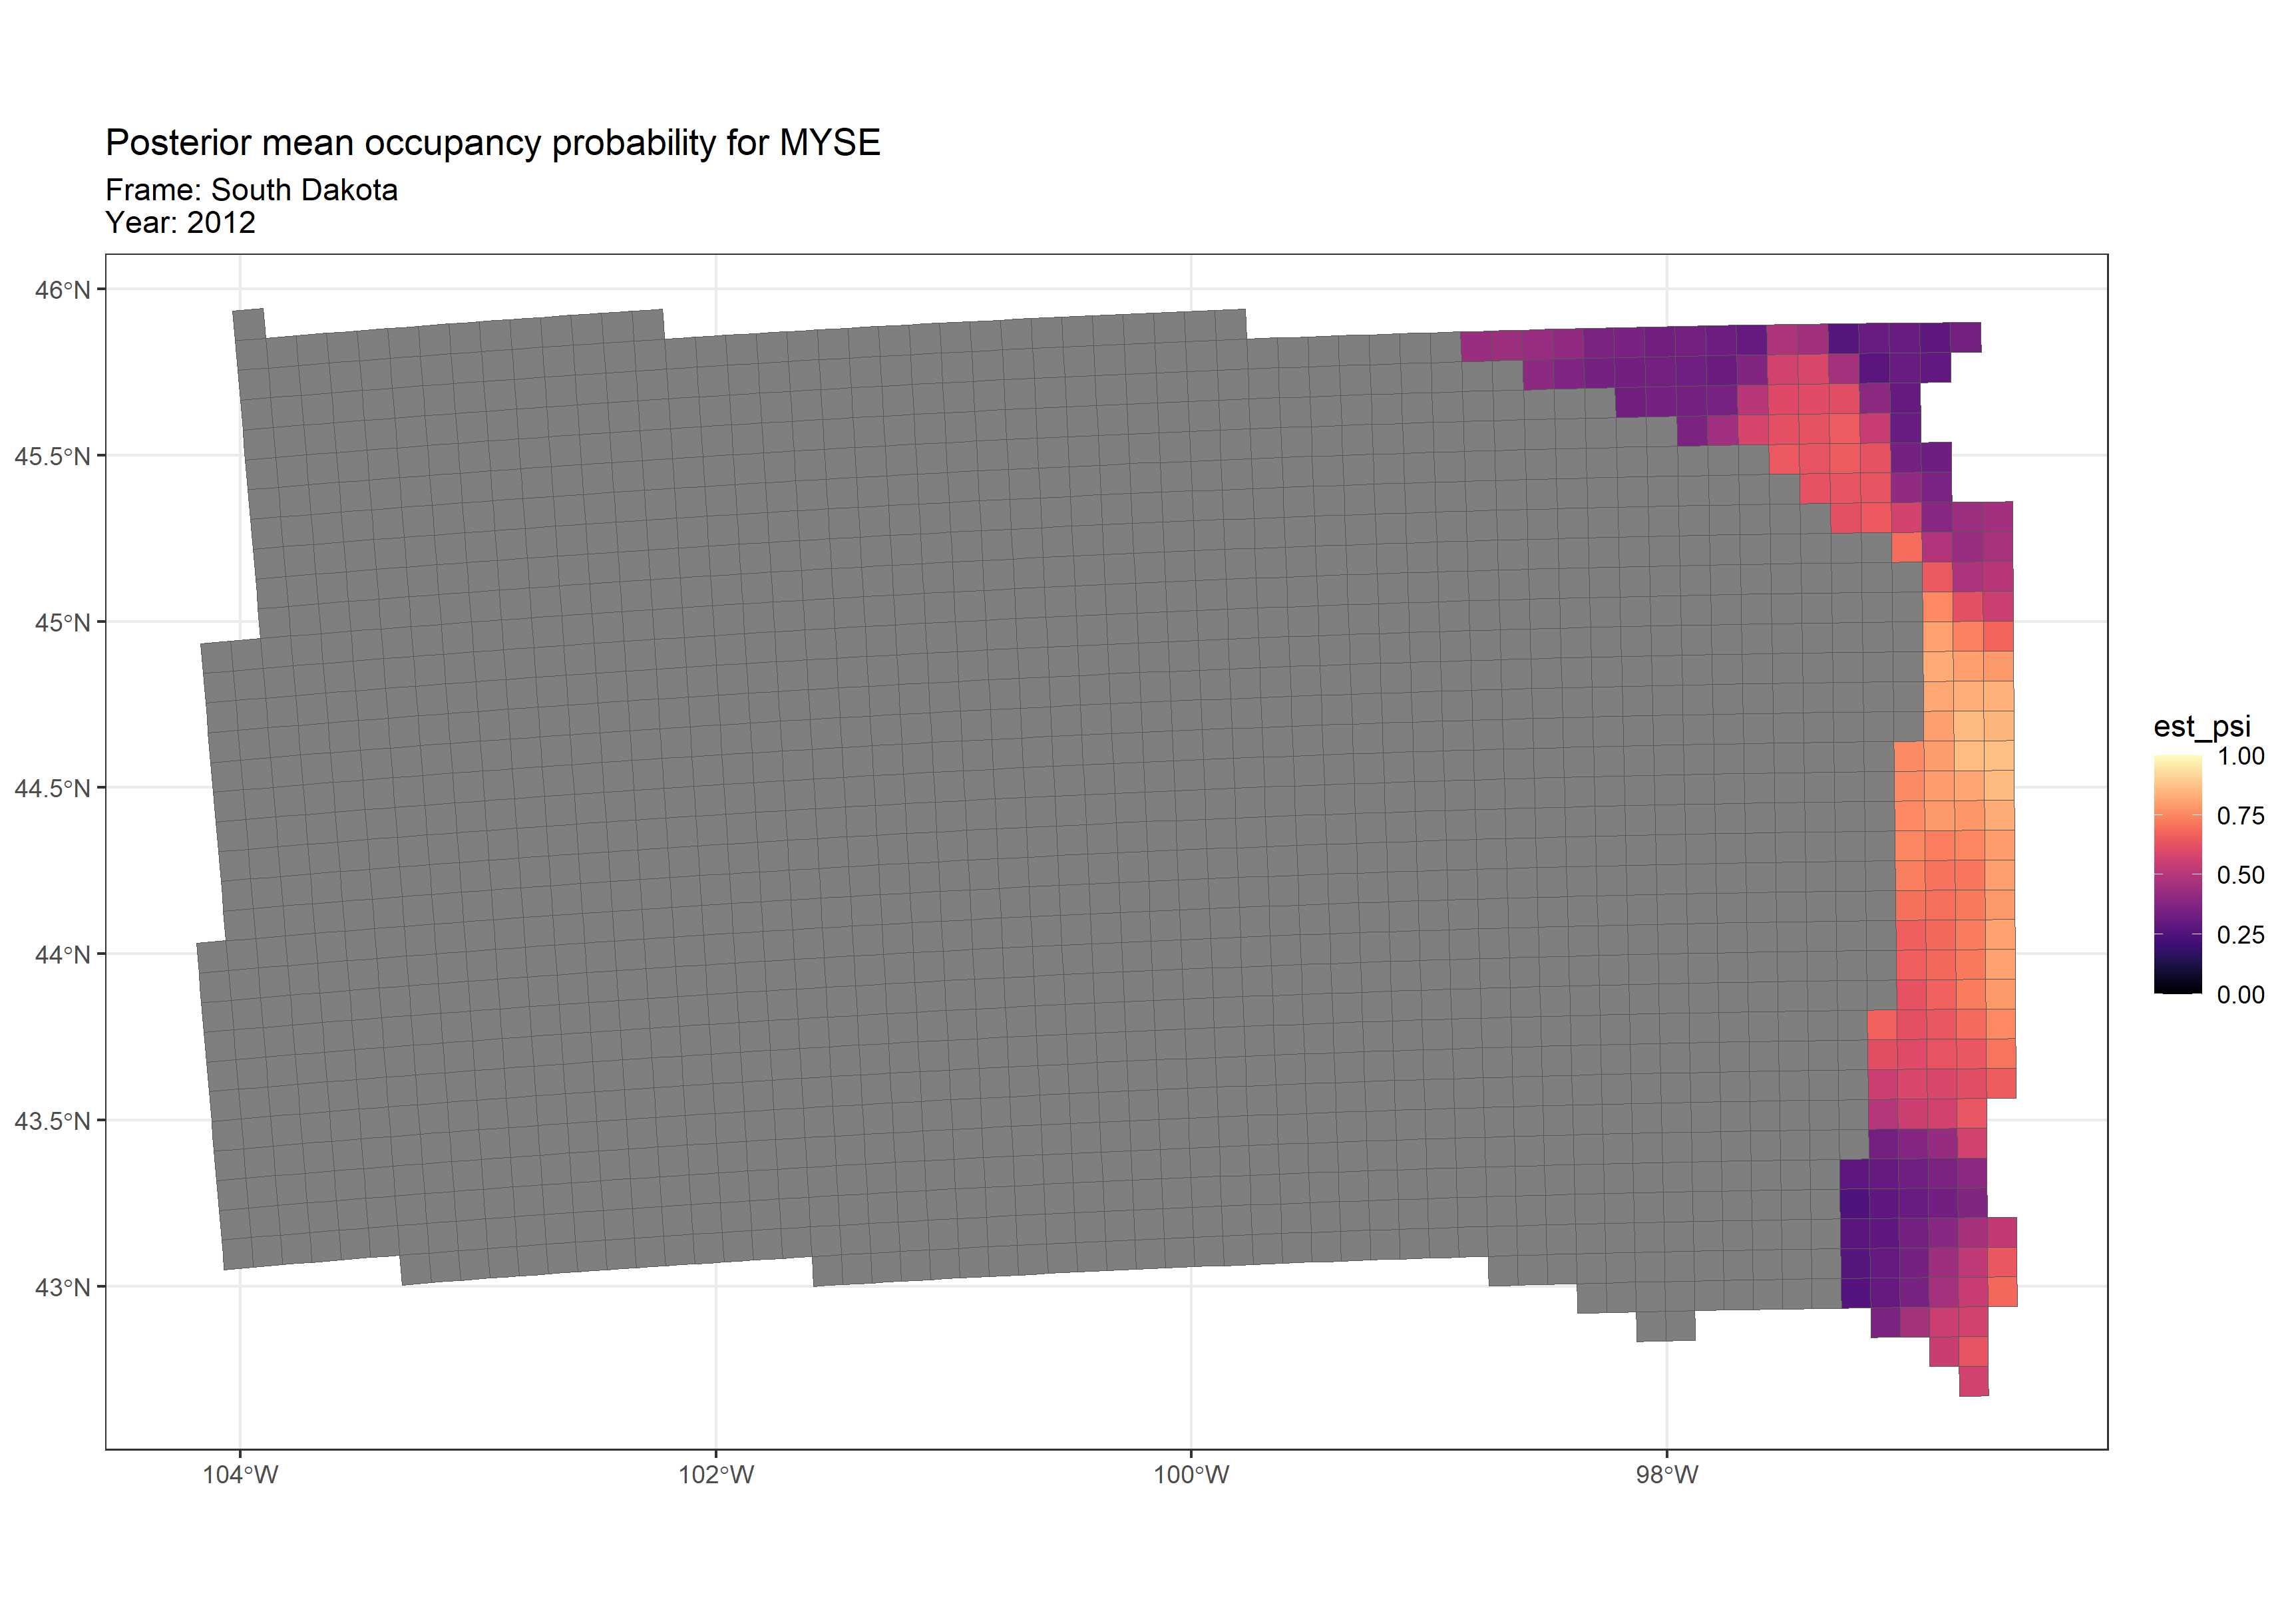 Posterior mean occupancy probability for MYSE
Frame: South Dakota
Year: 2012
46°N
45.5°N
45°N
44.5°N
44°N
43.5°N
43°N
104°W
102°W
100°W
98°W
est_psi
1.00
0.75
0.50
0.25
0.00